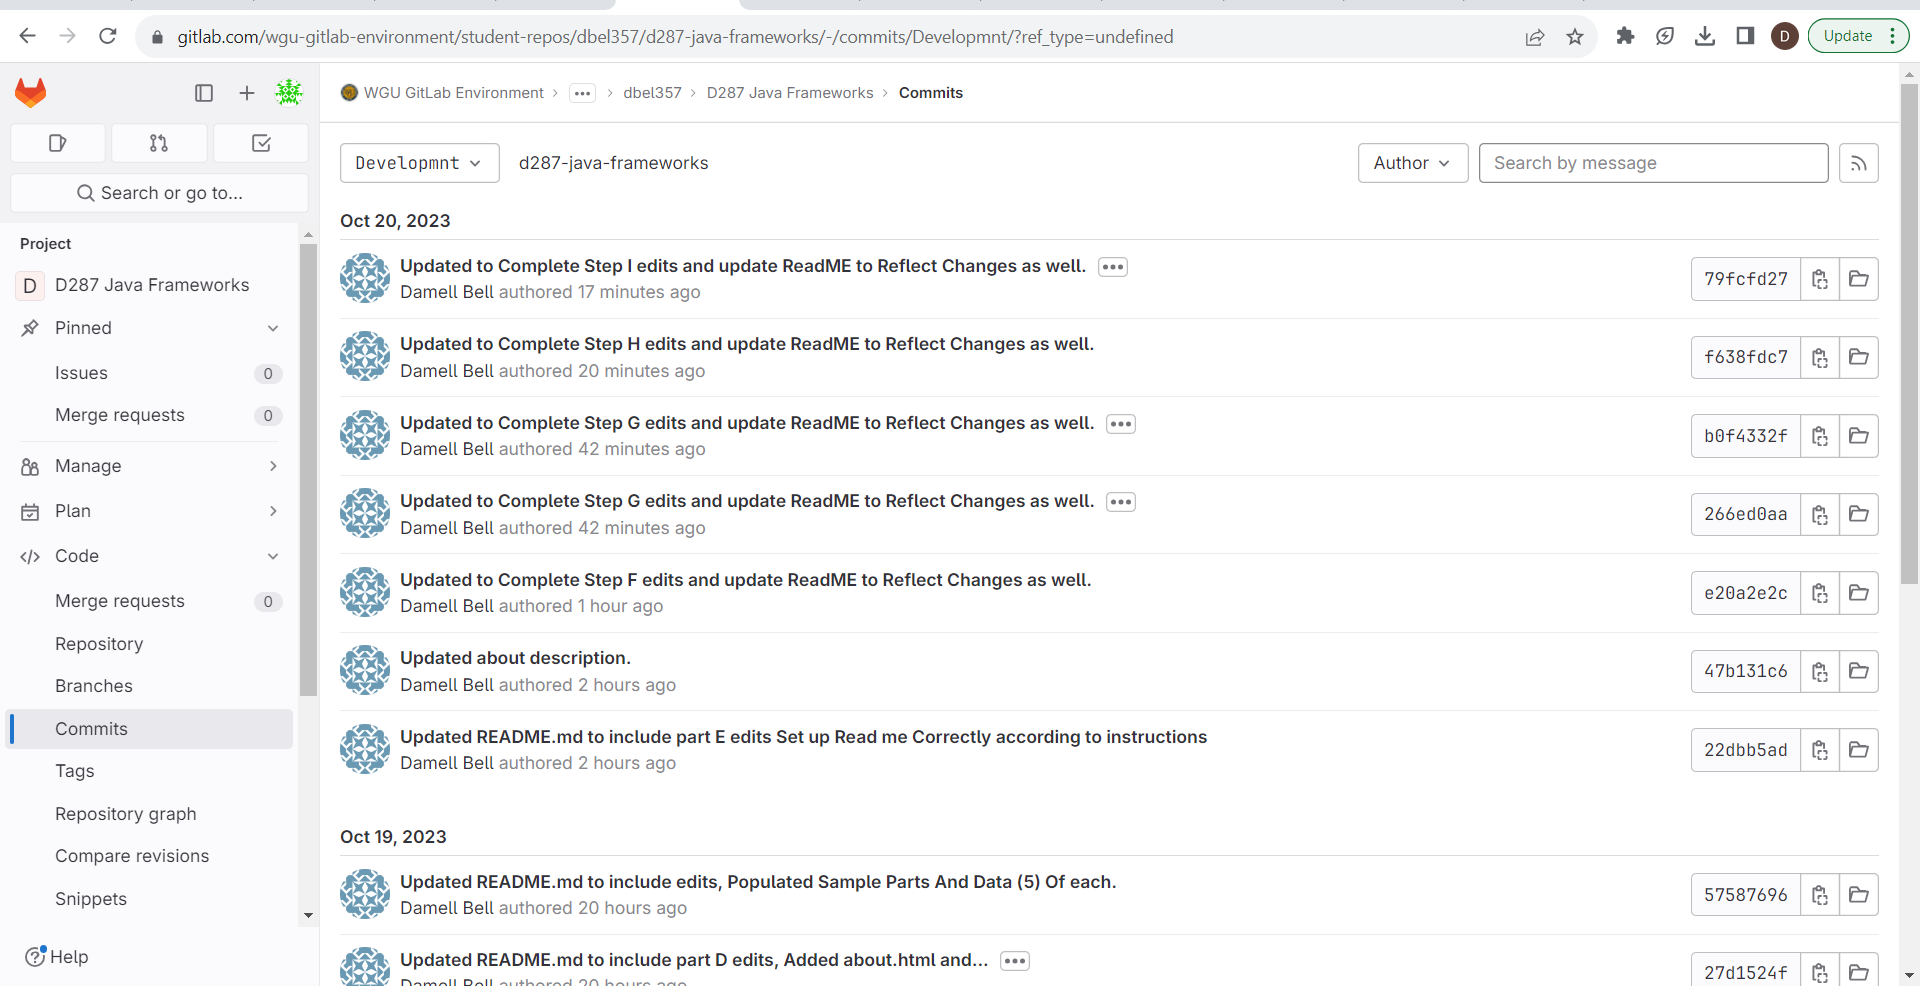 gitlab.com/wgu-gitlab-environment/student-repos/dbel357/d287-java-frameworks/-/commits/Developmnt/?ref_type=undefined
D
Update
WGU GitLab Environment
dbel357
D287 Java Frameworks
Commits
Search or go to...
Project
D D287 Java Frameworks
Pinned
Issues 0
Merge requests 0
Manage
Plan
Code
Merge requests 0
Repository
Branches
Commits
Tags
Repository graph
Compare revisions
Snippets
Help
Developmnt
d287-java-frameworks
Author
Search by message
Oct 20, 2023
Updated to Complete Step I edits and update ReadME to Reflect Changes as well.
Damell Bell authored 17 minutes ago
79fcfd27
Updated to Complete Step H edits and update ReadME to Reflect Changes as well.
Damell Bell authored 20 minutes ago
f638fdc7
Updated to Complete Step G edits and update ReadME to Reflect Changes as well.
Damell Bell authored 42 minutes ago
b0f4332f
Updated to Complete Step G edits and update ReadME to Reflect Changes as well.
Damell Bell authored 42 minutes ago
266ed0aa
Updated to Complete Step F edits and update ReadME to Reflect Changes as well.
Damell Bell authored 1 hour ago
e20a2e2c
Updated about description.
Damell Bell authored 2 hours ago
47b131c6
Updated README.md to include part E edits Set up Read me Correctly according to instructions
Damell Bell authored 2 hours ago
22dbb5ad
Oct 19, 2023
Updated README.md to include edits, Populated Sample Parts And Data (5) Of each.
Damell Bell authored 20 hours ago
57587696
Updated README.md to include part D edits, Added about.html and...
Damell Bell authored 20 hours ago
27d1524f